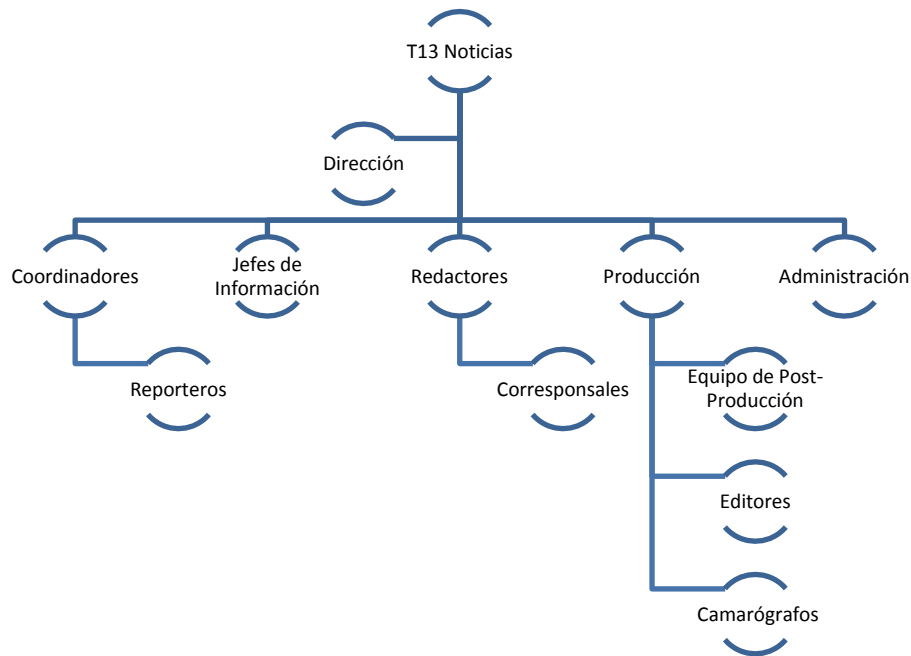 T13 Noticias
Dirección
Coordinadores
Jefes de
Información
Redactores
Producción
Administración
Reporteros
Corresponsales
Equipo de Post-
Producción
Editores
Camarógrafos